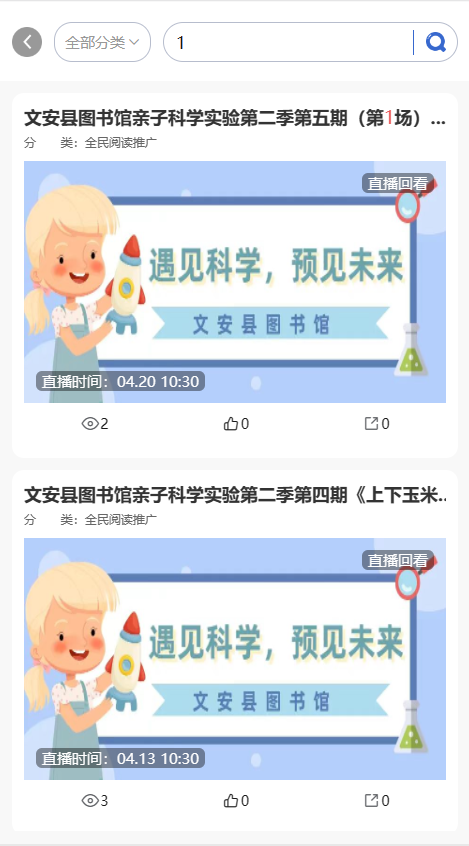 全部分类
1
文安县图书馆亲子科学实验第二季第五期（第1场）...
分 类：全民阅读推广
直播回看
遇见科学，预见未来
文安县图书馆
直播时间：04.20 10:30
2
0
0
文安县图书馆亲子科学实验第二季第四期《上下玉米...
分 类：全民阅读推广
直播回看
遇见科学，预见未来
文安县图书馆
直播时间：04.13 10:30
3
0
0